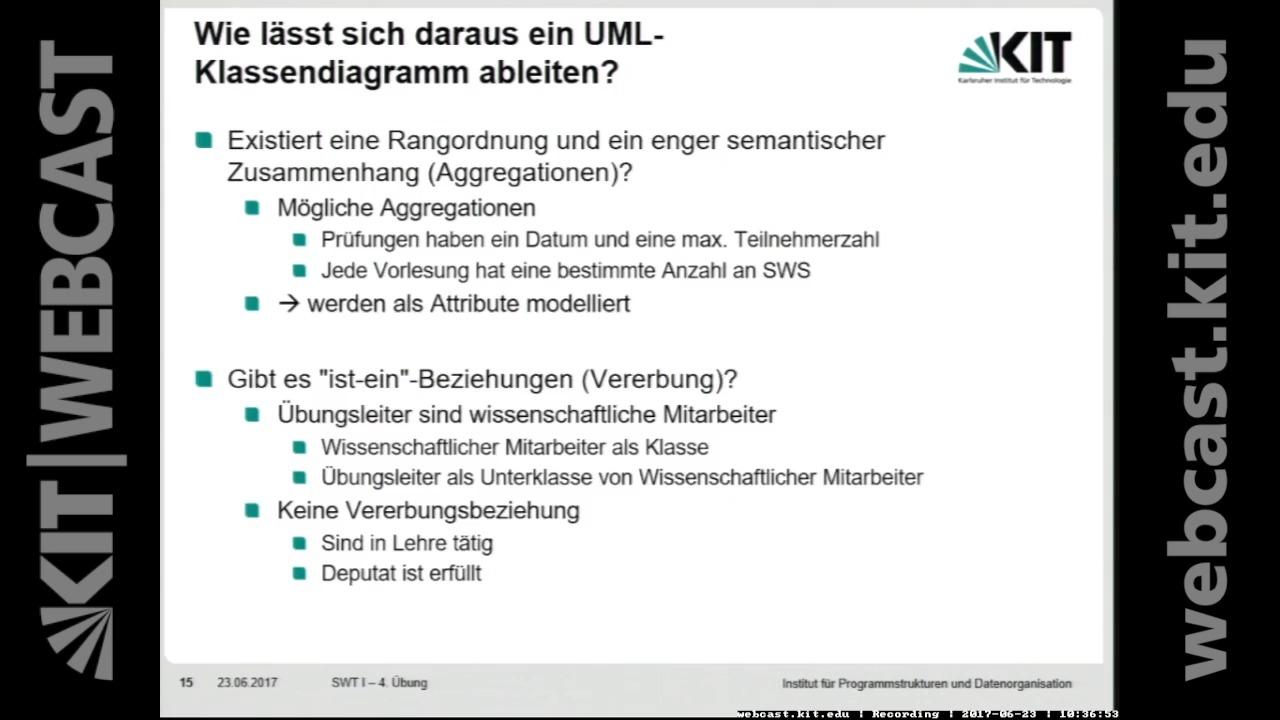 KIT | WEBCAST
Wie lässt sich daraus ein UML-
Klassendiagramm ableiten?
KIT
Karlsruher Institut für Technologie
Existiert eine Rangordnung und ein enger semantischer
Zusammenhang (Aggregationen)?
Mögliche Aggregationen
Prüfungen haben ein Datum und eine max. Teilnehmerzahl
Jede Vorlesung hat eine bestimmte Anzahl an SWS
→ werden als Attribute modelliert
Gibt es "ist-ein"-Beziehungen (Vererbung)?
Übungsleiter sind wissenschaftliche Mitarbeiter
Wissenschaftlicher Mitarbeiter als Klasse
Übungsleiter als Unterklasse von Wissenschaftlicher Mitarbeiter
Keine Vererbungsbeziehung
Sind in Lehre tätig
Deputat ist erfüllt
15 23.06.2017 SWT I – 4. Übung Institut für Programmstrukturen und Datenorganisation
webcast.kit.edu | Recording | 2017-06-23 | 10:36:53
webcast.kit.edu